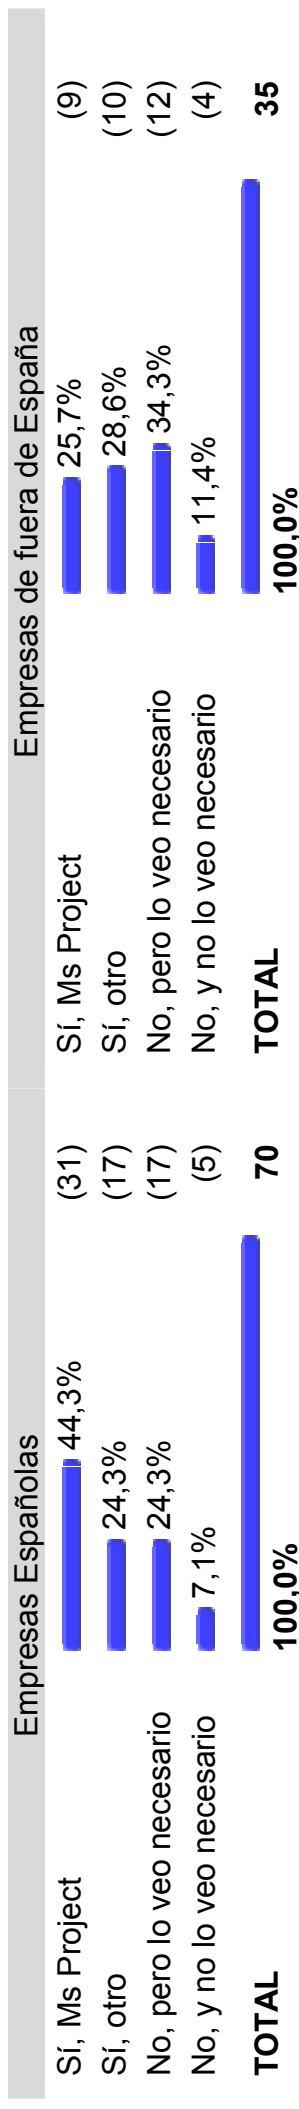 Empresas Españolas
Sí, Ms Project 44,3% (31)
Sí, otro 24,3% (17)
No, pero lo veo necesario 24,3% (17)
No, y no lo veo necesario 7,1% (5)
TOTAL 70
100,0%
Empresas de fuera de España
Sí, Ms Project 25,7% (9)
Sí, otro 28,6% (10)
No, pero lo veo necesario 34,3% (12)
No, y no lo veo necesario 11,4% (4)
TOTAL 35
100,0%